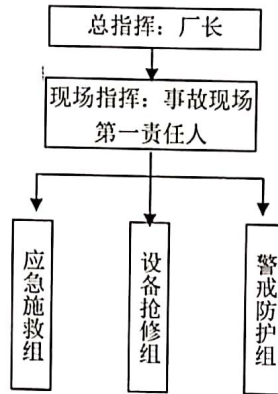 总指挥：厂长
现场指挥：事故现场
第一责任人
应急施救组
设备抢修组
警戒防护组